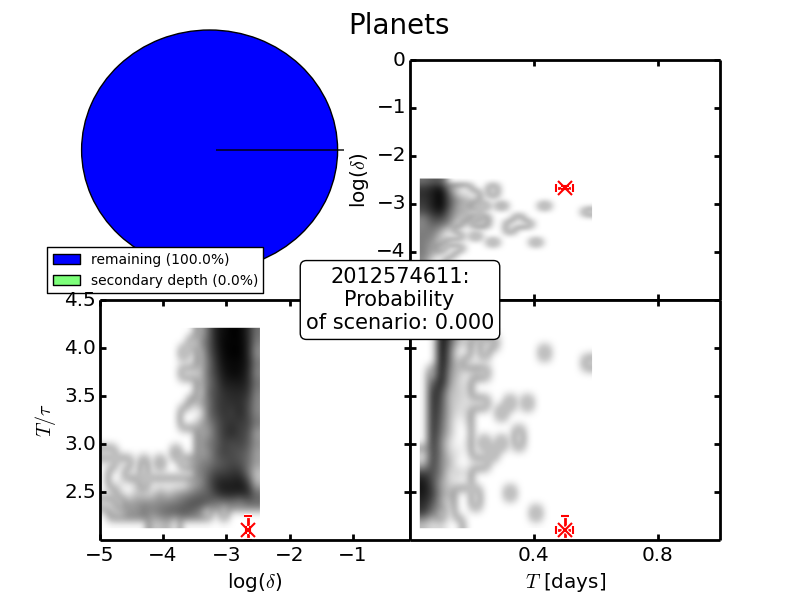 Planets
0
−1
−2
−3
−4
log(δ)
remaining (100.0%)
secondary depth (0.0%)
2012574611:
Probability
of scenario: 0.000
4.5
4.0
3.5
3.0
2.5
T/τ
−5 −4 −3 −2 −1
0.4 0.8
log(δ)
T [days]